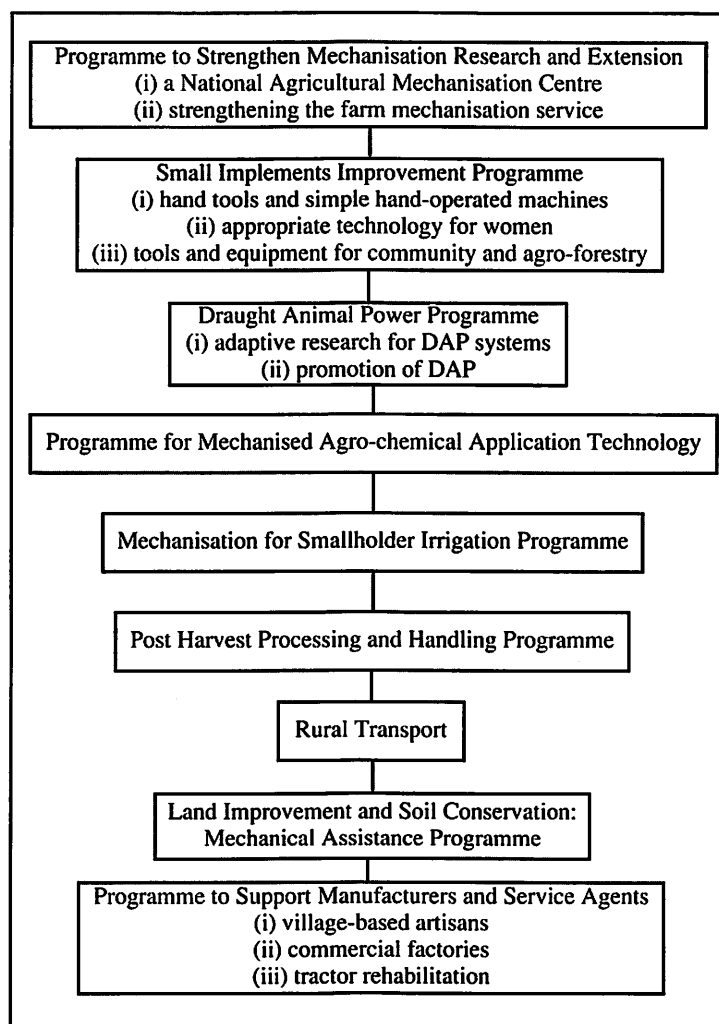 Programme to Strengthen Mechanisation Research and Extension
(i) a National Agricultural Mechanisation Centre
(ii) strengthening the farm mechanisation service
Small Implements Improvement Programme
(i) hand tools and simple hand-operated machines
(ii) appropriate technology for women
(iii) tools and equipment for community and agro-forestry
Draught Animal Power Programme
(i) adaptive research for DAP systems
(ii) promotion of DAP
Programme for Mechanised Agro-chemical Application Technology
Mechanisation for Smallholder Irrigation Programme
Post Harvest Processing and Handling Programme
Rural Transport
Land Improvement and Soil Conservation:
Mechanical Assistance Programme
Programme to Support Manufacturers and Service Agents
(i) village-based artisans
(ii) commercial factories
(iii) tractor rehabilitation